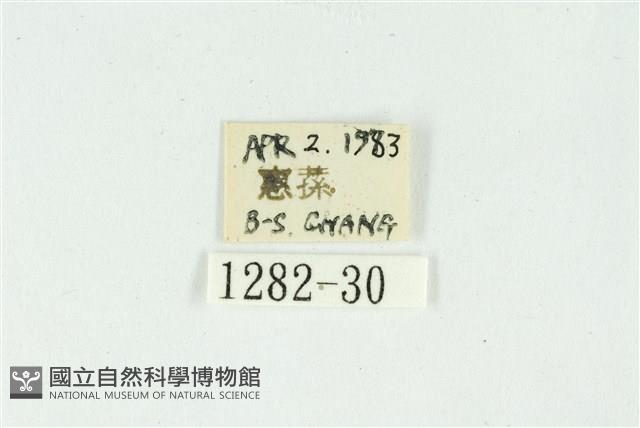 APR 2. 1983
惠蓀
B-S. CHANG
1282-30
國立自然科學博物館
NATIONAL MUSEUM OF NATURAL SCIENCE